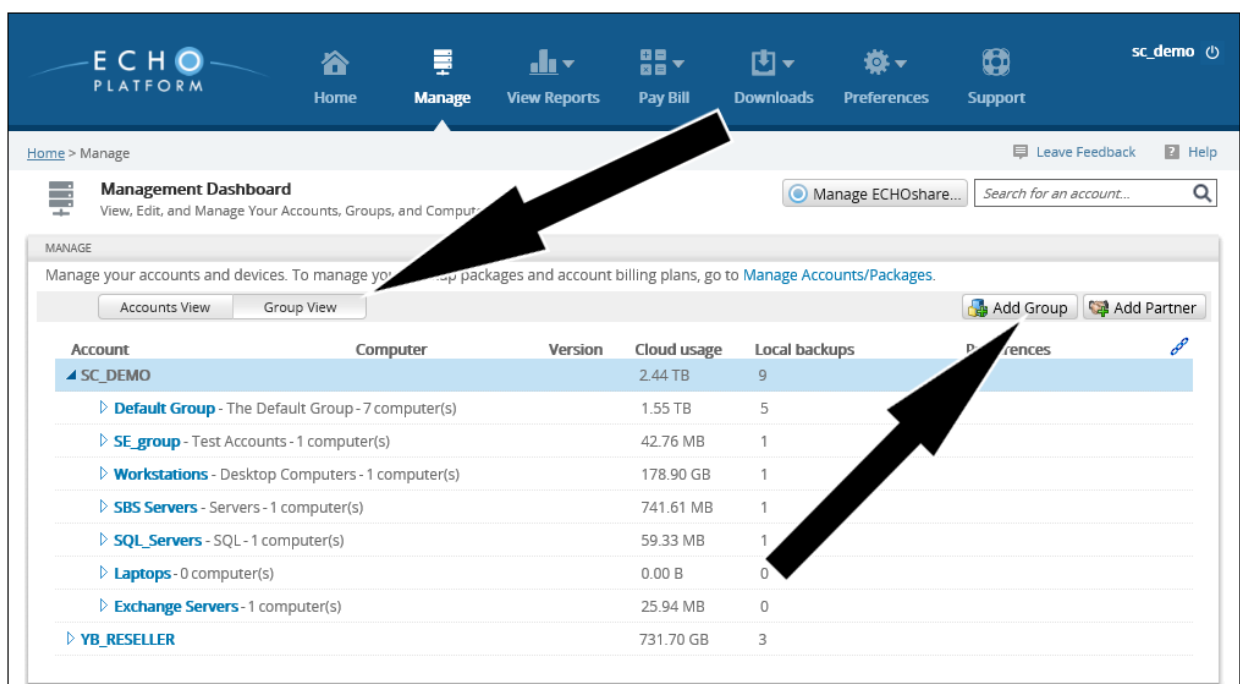 ECHO
PLATFORM
Home
Manage
View Reports
Pay Bill
Downloads
Preferences
Support
sc_demo
Home > Manage
Leave Feedback
Help
Management Dashboard
View, Edit, and Manage Your Accounts, Groups, and
Manage ECHOshare...
Search for an account...
MANAGE
Manage your accounts and devices. To manage packages and account billing plans, go to Manage Accounts/Packages.
Accounts View
Group View
Add Group
Add Partner
Account Computer Version Cloud usage Local backups
SC_DEMO 2.44 TB 9
Default Group - The Default Group - 7 computer(s) 1.55 TB 5
SE_group - Test Accounts - 1 computer(s) 42.76 MB 1
Workstations - Desktop Computers - 1 computer(s) 178.90 GB 1
SBS Servers - Servers - 1 computer(s) 741.61 MB 1
SQL_Servers - SQL - 1 computer(s) 59.33 MB 1
Laptops - 0 computer(s) 0.00 B 0
Exchange Servers - 1 computer(s) 25.94 MB 0
YB_RESELLER 731.70 GB 3